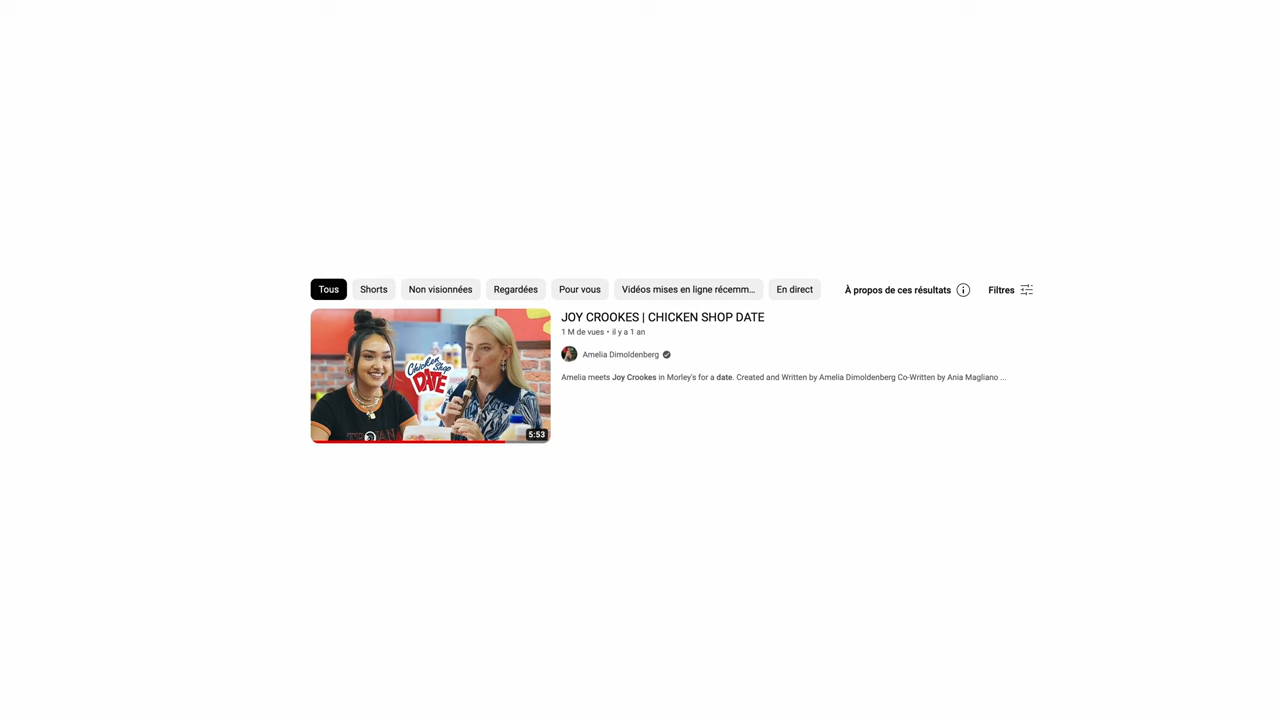 Tous Shorts Non visionnées Regardées Pour vous Vidéos mises en ligne récemm... En direct À propos de ces résultats Filtres
JOY CROOKES | CHICKEN SHOP DATE
1 M de vues • il y a 1 an
Amelia Dimoldenberg
Amelia meets Joy Crookes in Morley's for a date. Created and Written by Amelia Dimoldenberg Co-Written by Ania Magliano ...
Chicken
Shop
DATE
5:53